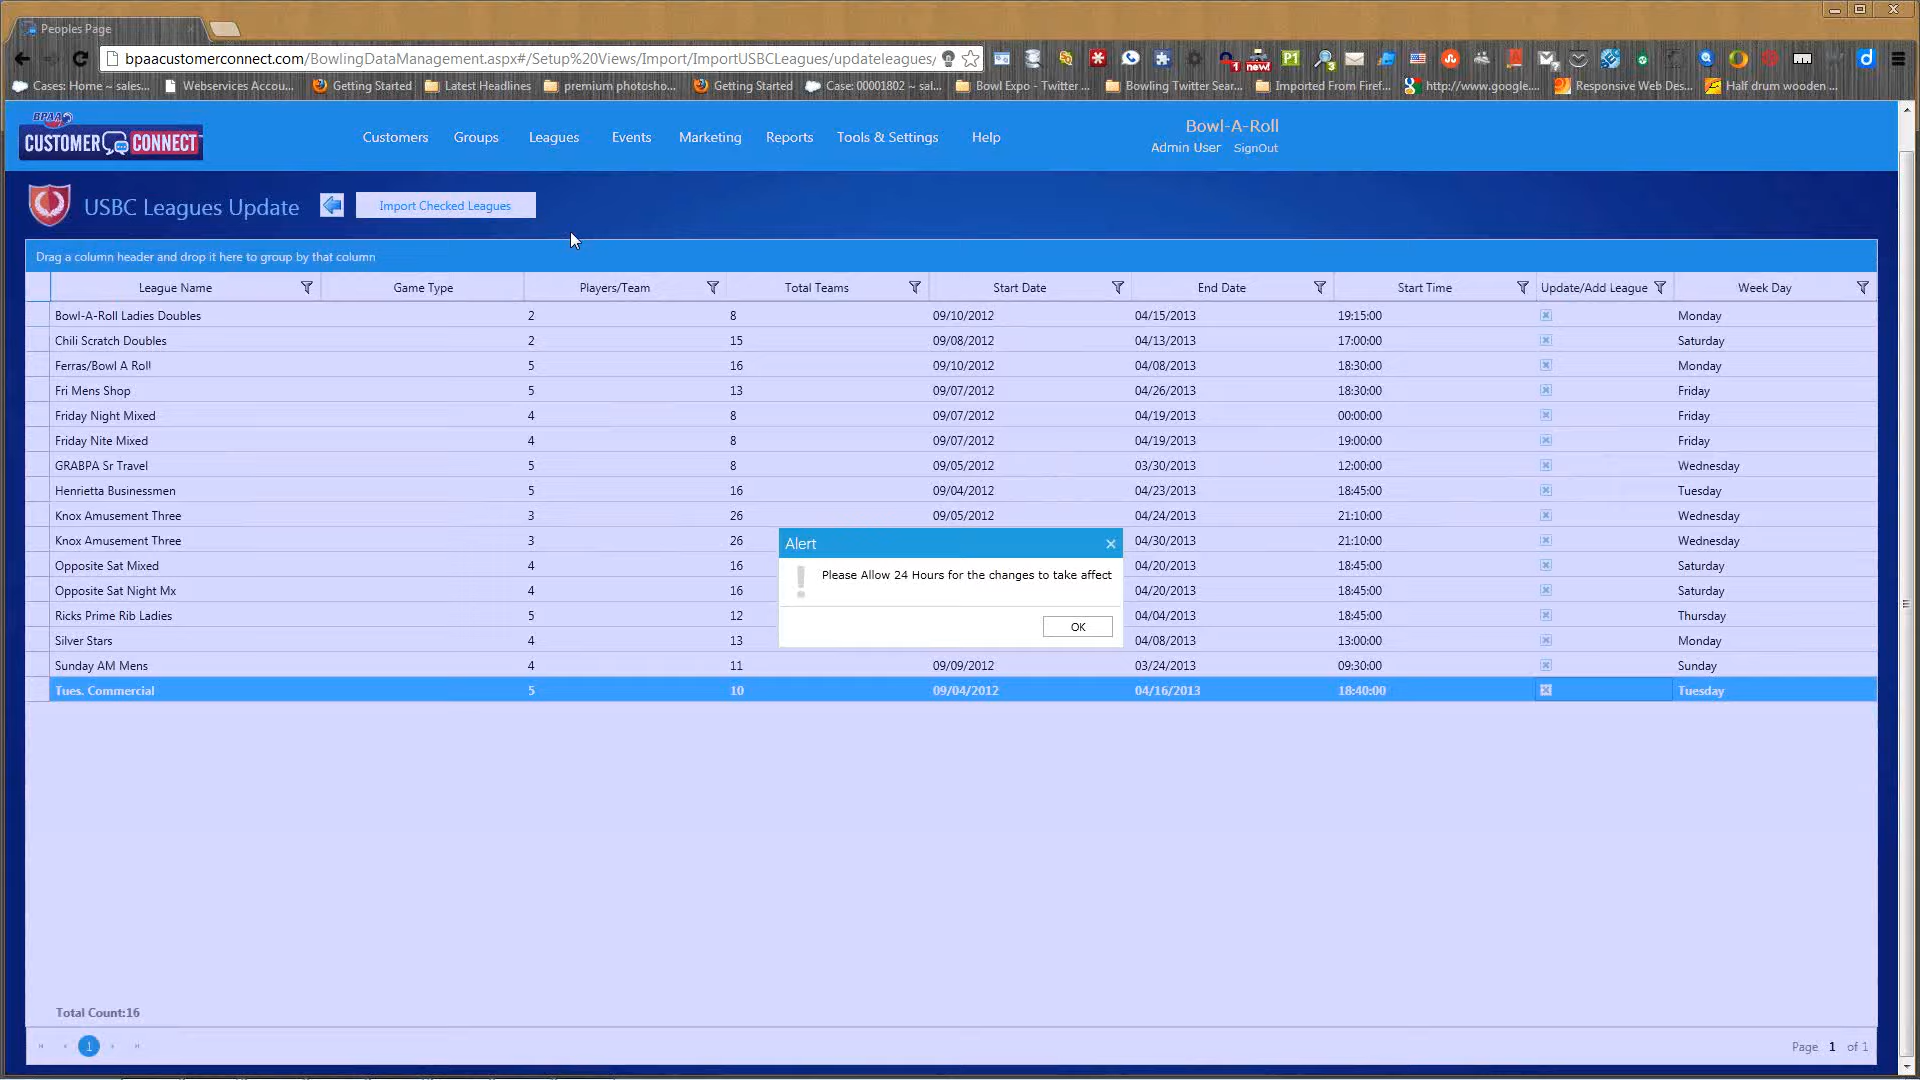 Peoples Page
bpaacustomerconnect.com/BowlingDataManagement.aspx#/Setup%20Views/Import/ImportUSBCLeagues/updateleagues/
1 new! P1 3 ? d
Cases: Home ~ sales... Webservices Accou... Getting Started Latest Headlines premium photosho... Getting Started Case: 00001802 ~ sal... Bowl Expo - Twitter ... Bowling Twitter Sear... Imported From Firef... http://www.google.... Responsive Web Des... Half drum wooden ...
BPAA
CUSTOMER CONNECT
Customers Groups Leagues Events Marketing Reports Tools & Settings Help
Bowl-A-Roll
Admin User SignOut
USBC Leagues Update Import Checked Leagues
Drag a column header and drop it here to group by that column
League Name Game Type Players/Team Total Teams Start Date End Date Start Time Update/Add League Week Day
Bowl-A-Roll Ladies Doubles 2 8 09/10/2012 04/15/2013 19:15:00 Monday
Chili Scratch Doubles 2 15 09/08/2012 04/13/2013 17:00:00 Saturday
Ferras/Bowl A Roll 5 16 09/10/2012 04/08/2013 18:30:00 Monday
Fri Mens Shop 5 13 09/07/2012 04/26/2013 18:30:00 Friday
Friday Night Mixed 4 8 09/07/2012 04/19/2013 00:00:00 Friday
Friday Nite Mixed 4 8 09/07/2012 04/19/2013 19:00:00 Friday
GRABPA Sr Travel 5 8 09/05/2012 03/30/2013 12:00:00 Wednesday
Henrietta Businessmen 5 16 09/04/2012 04/23/2013 18:45:00 Tuesday
Knox Amusement Three 3 26 09/05/2012 04/24/2013 21:10:00 Wednesday
Knox Amusement Three 3 26 04/30/2013 21:10:00 Wednesday
Opposite Sat Mixed 4 16 04/20/2013 18:45:00 Saturday
Opposite Sat Night Mx 4 16 04/20/2013 18:45:00 Saturday
Ricks Prime Rib Ladies 5 12 04/04/2013 18:45:00 Thursday
Silver Stars 4 13 04/08/2013 13:00:00 Monday
Sunday AM Mens 4 11 09/09/2012 03/24/2013 09:30:00 Sunday
Tues. Commercial 5 10 09/04/2012 04/16/2013 18:40:00 Tuesday
Alert
Please Allow 24 Hours for the changes to take affect
OK
Total Count:16
1
Page 1 of 1